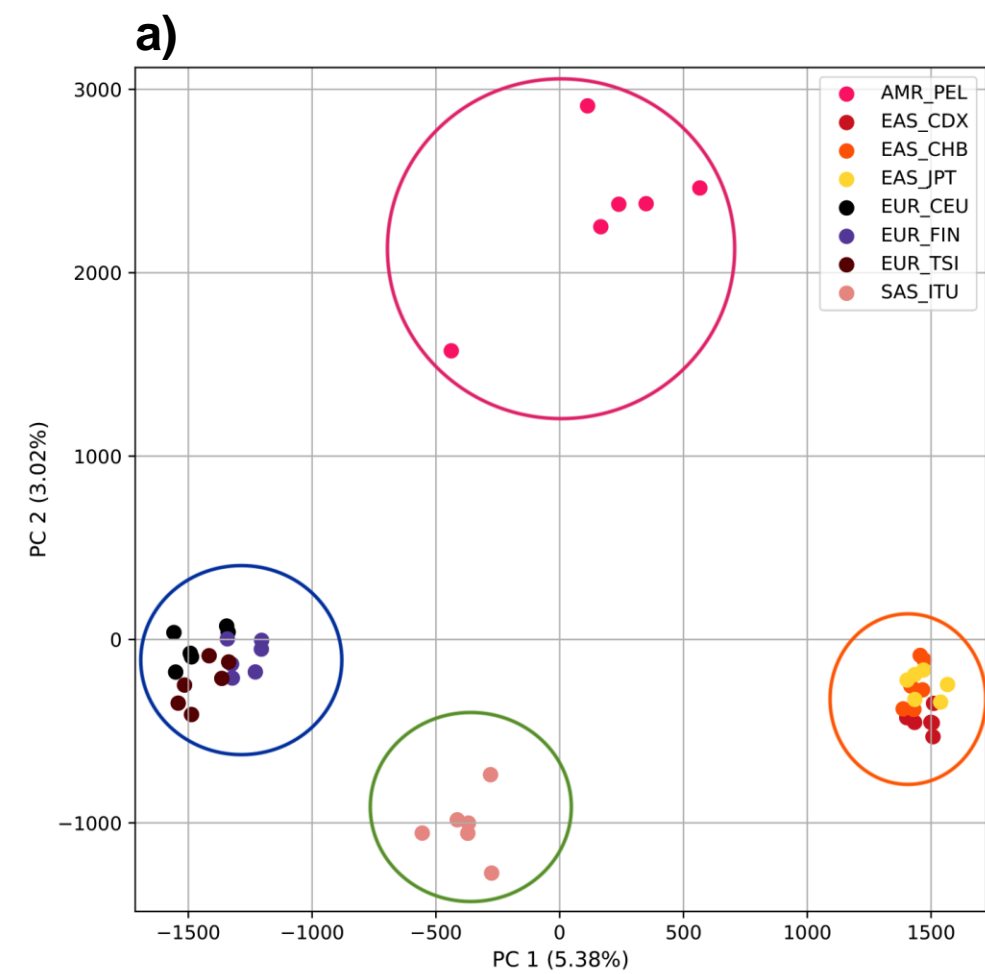 a)
3000
2000
1000
0
−1000
PC 2 (3.02%)
AMR_PEL
EAS_CDX
EAS_CHB
EAS_JPT
EUR_CEU
EUR_FIN
EUR_TSI
SAS_ITU
−1500 −1000 −500 0 500 1000 1500
PC 1 (5.38%)